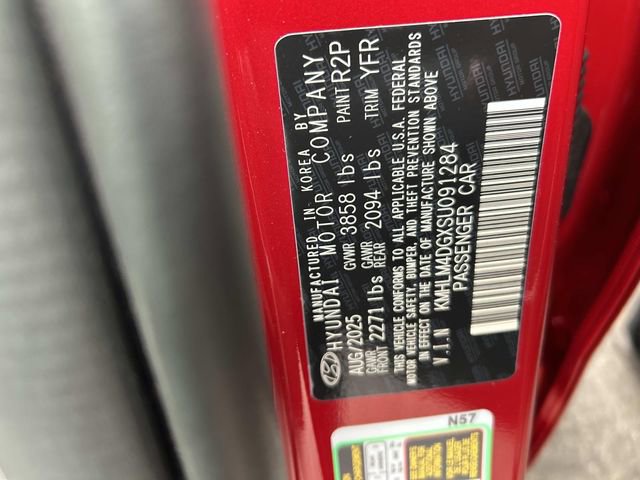 MANUFACTURED IN KOREA BY
HYUNDAI MOTOR COMPANY
AUG/2025 GVWR 3858 lbs PAINT R2P
GAWR FRONT 2271 lbs GAWR REAR 2094 lbs TRIM YFR
THIS VEHICLE CONFORMS TO ALL APPLICABLE U.S.A. FEDERAL
MOTOR VEHICLE SAFETY, BUMPER, AND THEFT PREVENTION STANDARDS
IN EFFECT ON THE DATE OF MANUFACTURE SHOWN ABOVE
V.I.N KMHLM4DGXSU091284
PASSENGER CAR
N57